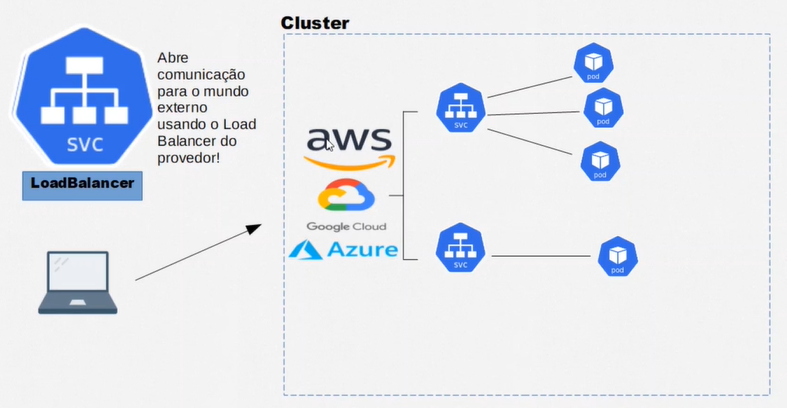 Cluster
Abre
comunicação
para o mundo
externo
usando o Load
Balancer do
provedor!
svc
LoadBalancer
aws
Google Cloud
Azure
svc
pod
pod
pod
svc
pod